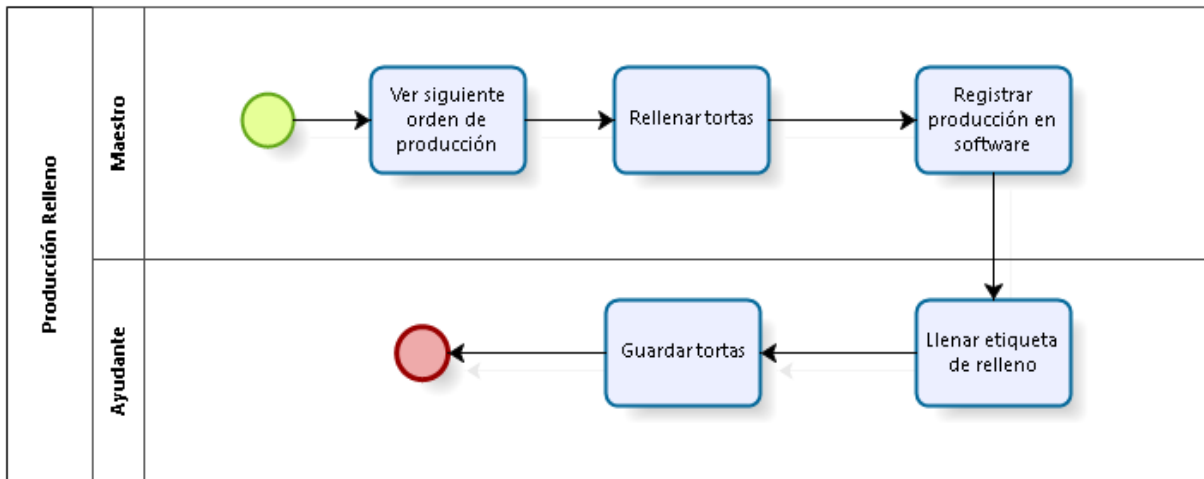 Producción Relleno
Maestro
Ver siguiente
orden de
producción
Rellenar tortas
Registrar
producción en
software
Ayudante
Guardar tortas
Llenar etiqueta
de relleno